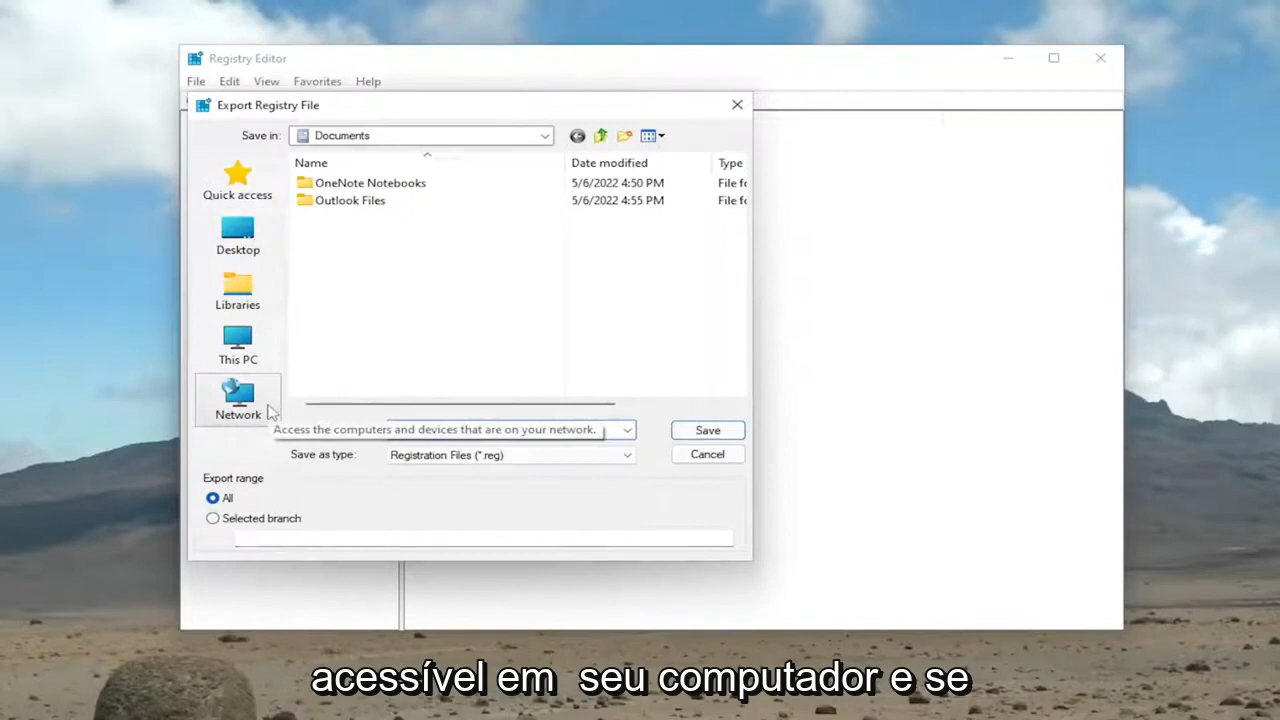 Registry Editor
File Edit View Favorites Help
Export Registry File
Save in: Documents
Name Date modified Type
OneNote Notebooks 5/6/2022 4:50 PM File fo
Outlook Files 5/6/2022 4:55 PM File fo
Quick access
Desktop
Libraries
This PC
Network
Access the computers and devices that are on your network.
Save
Save as type: Registration Files (*.reg)
Cancel
Export range
All
Selected branch
acessível em seu computador e se